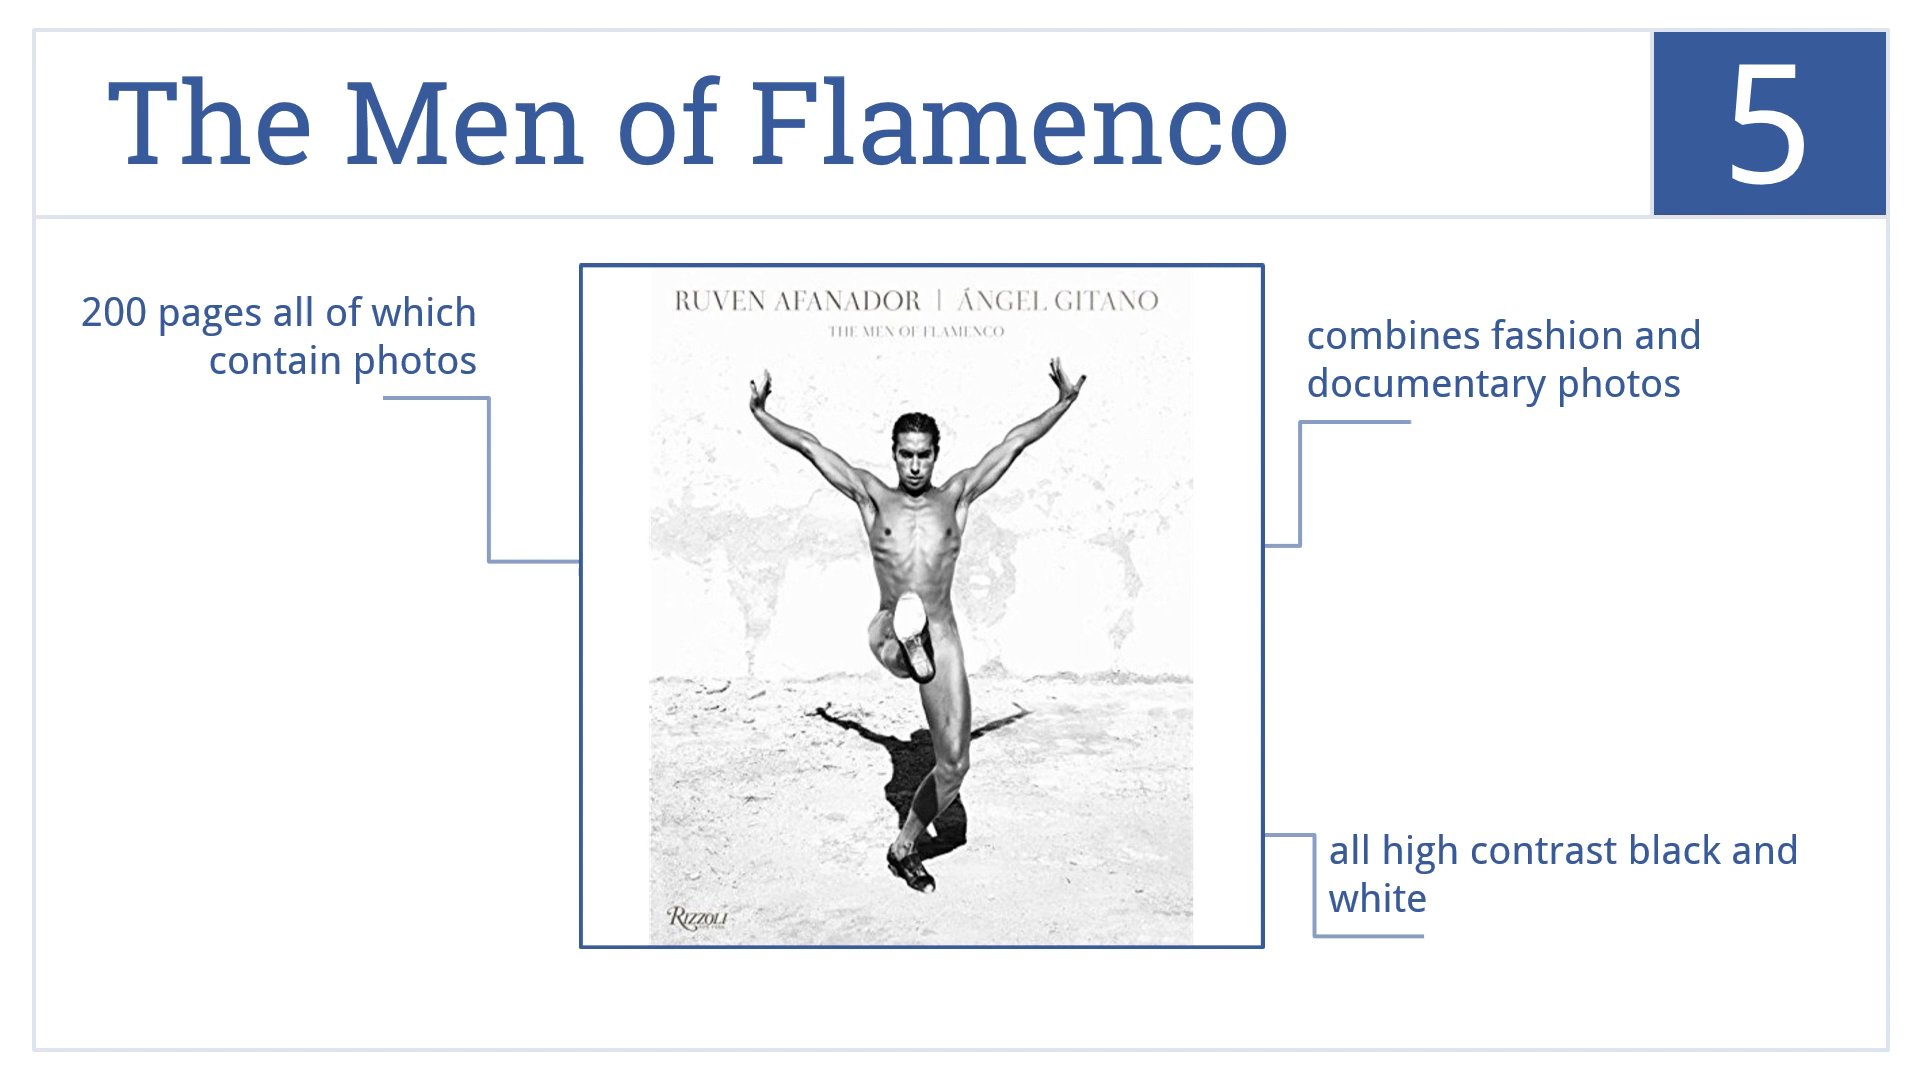 The Men of Flamenco
5
200 pages all of which
contain photos
RUVEN AFANADOR | ÁNGEL GITANO
THE MEN OF FLAMENCO
combines fashion and
documentary photos
all high contrast black and
white
RIZZOLI